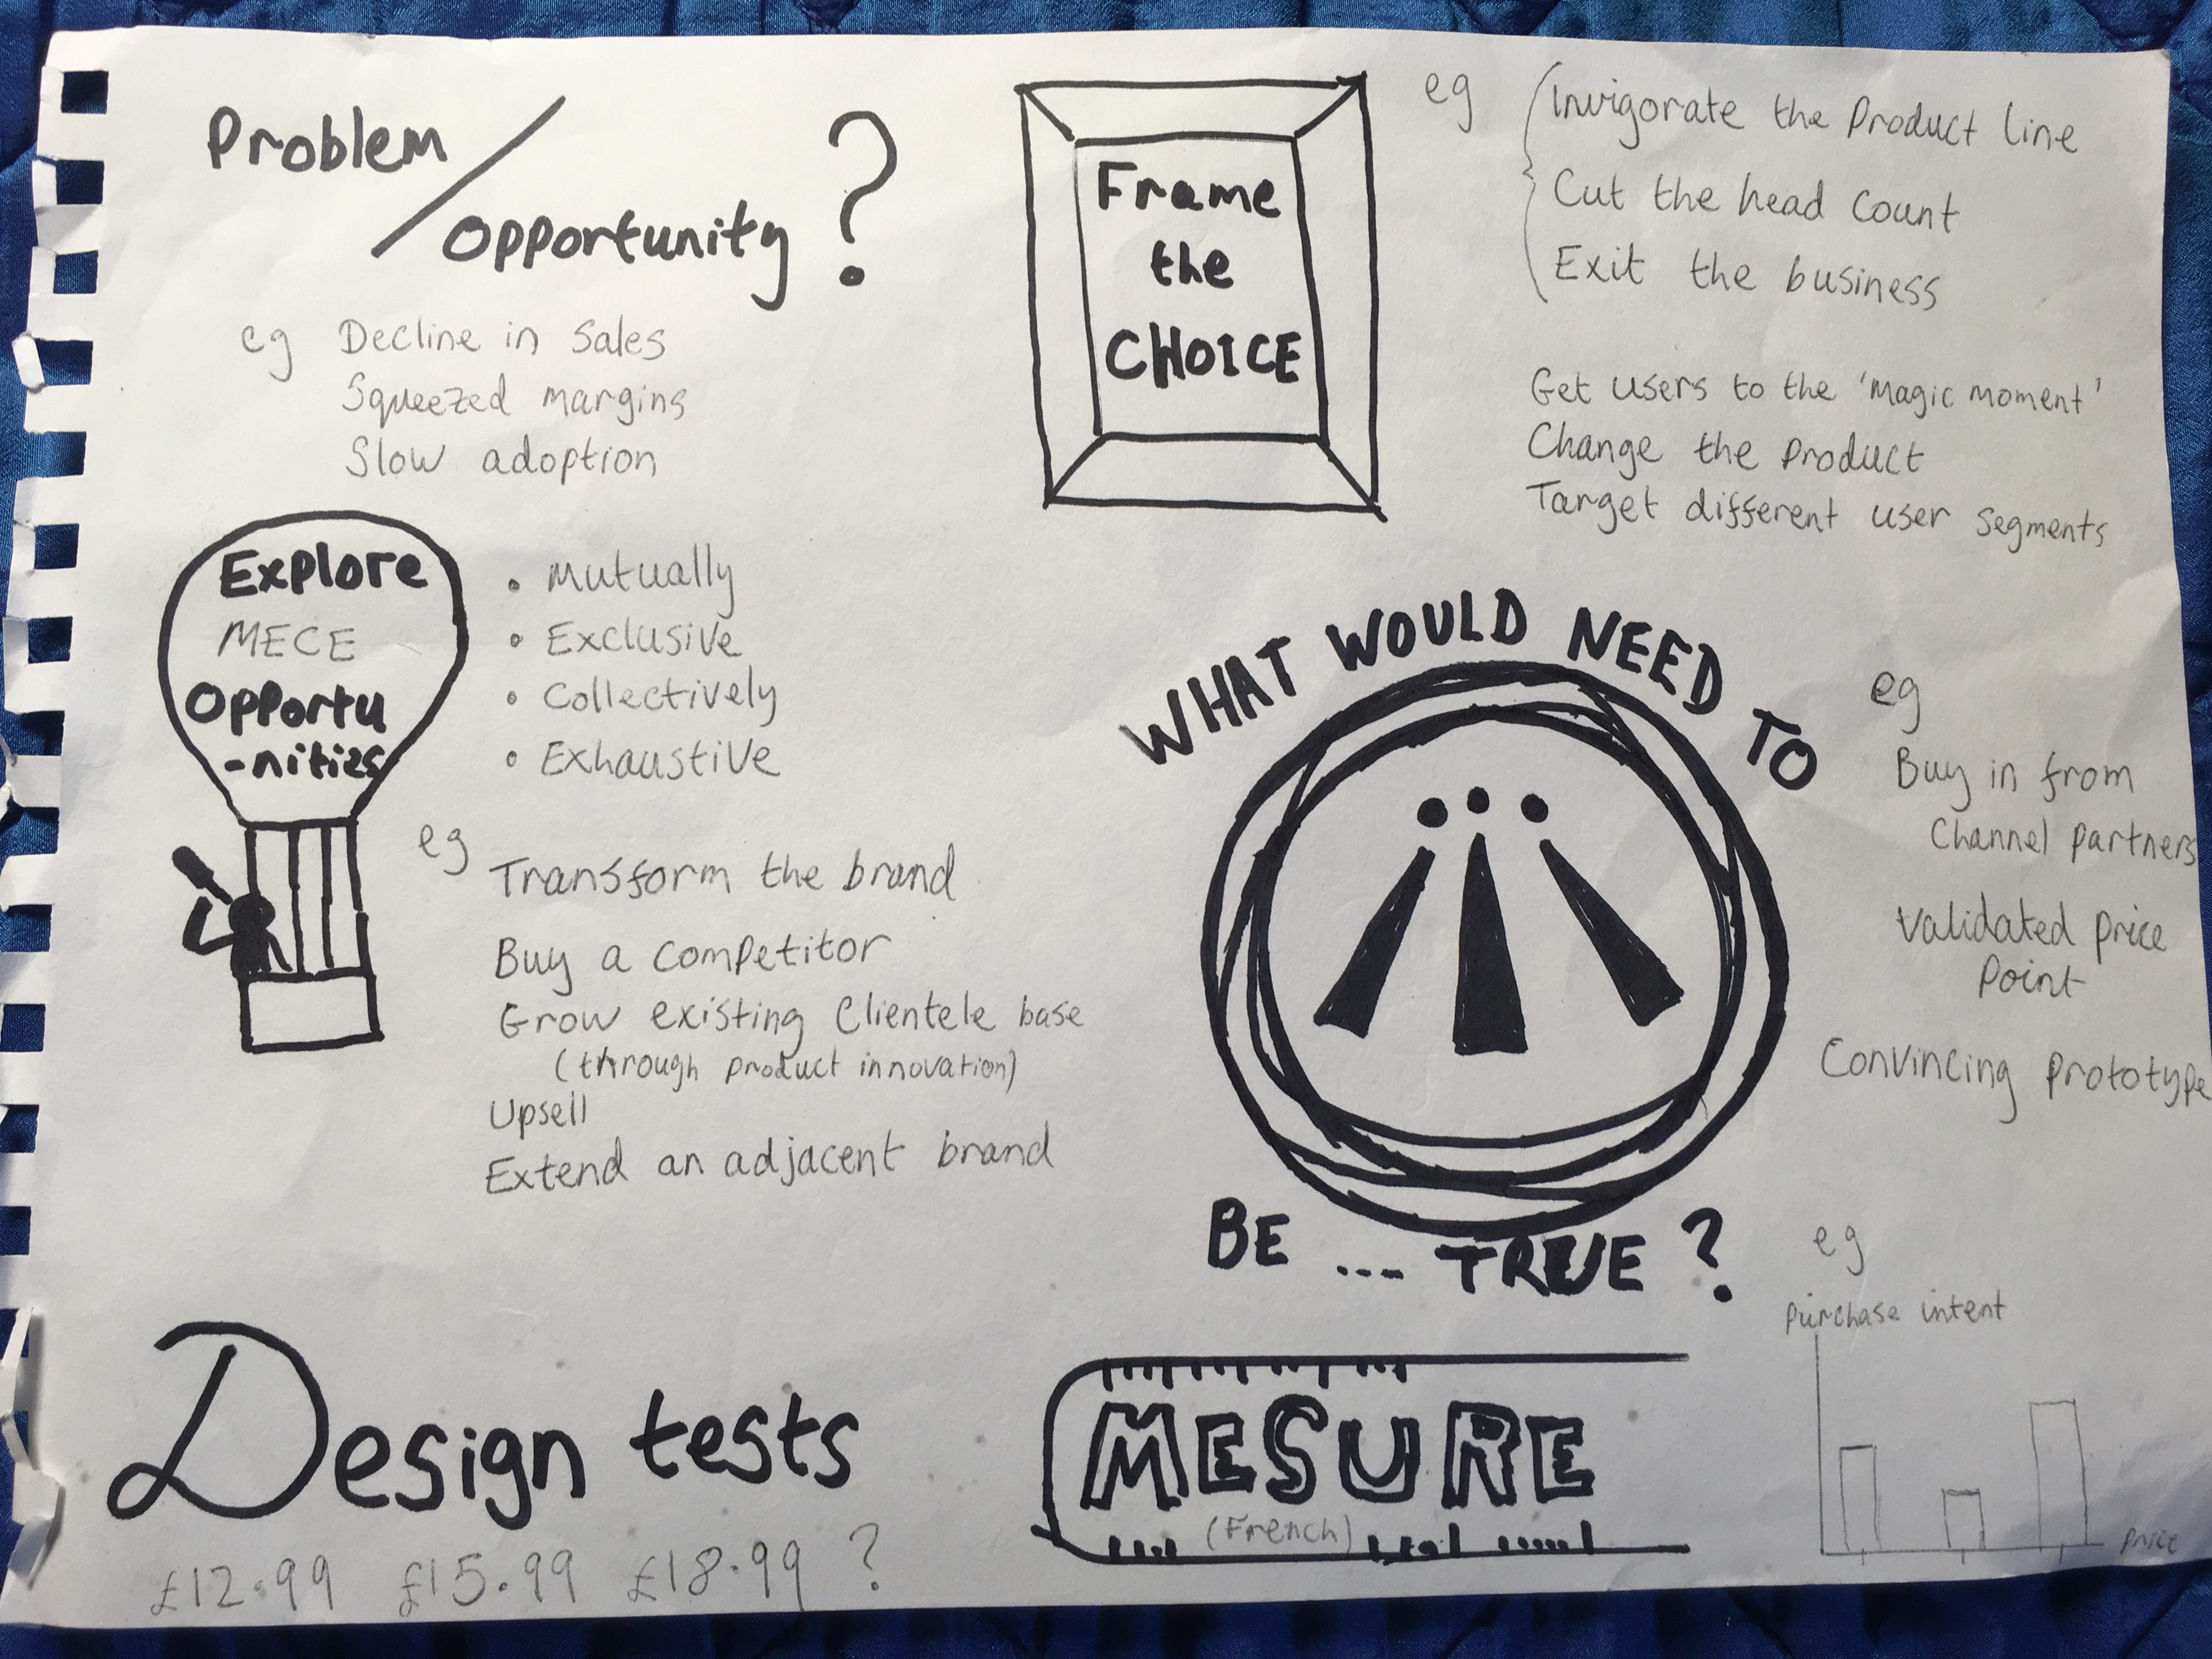 Problem
/
Opportunity ?
eg Decline in Sales
Squeezed margins
Slow adoption
Frame
the
CHOICE
eg
Invigorate the Product line
Cut the head Count
Exit the business
Get users to the 'Magic Moment'
Change the Product
Target different user segments
Explore
MECE
Opportu
-nities
• Mutually
• Exclusive
• Collectively
• Exhaustive
eg
Transform the brand
Buy a Competitor
Grow existing Clientele base
(through product innovation)
Upsell
Extend an adjacent brand
WHAT WOULD NEED TO
BE ... TRUE ?
eg
Buy in from
Channel Partners
Validated Price
Point
Convincing Prototype
Design tests
£12.99 £15.99 £18.99 ?
MESURE
(French)
eg
Purchase intent
Price